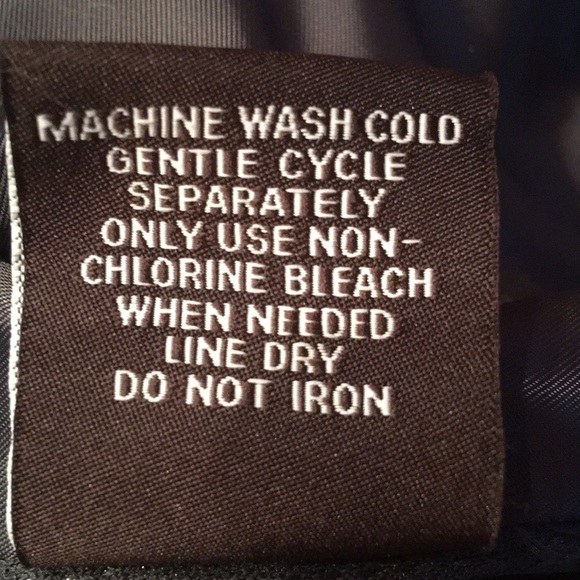 MACHINE WASH COLD
GENTLE CYCLE
SEPARATELY
ONLY USE NON-
CHLORINE BLEACH
WHEN NEEDED
LINE DRY
DO NOT IRON